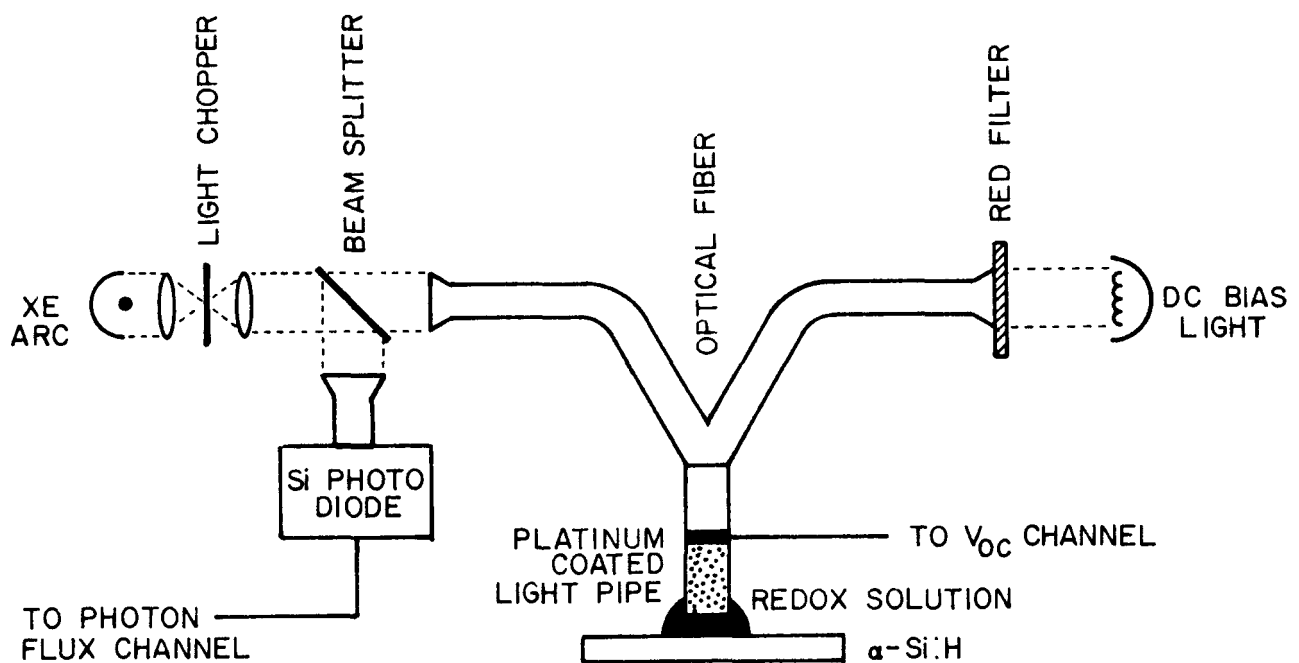 LIGHT CHOPPER
BEAM SPLITTER
OPTICAL FIBER
RED FILTER
XE
ARC
DC BIAS
LIGHT
Si PHOTO
DIODE
PLATINUM
COATED
LIGHT PIPE
TO VOC CHANNEL
REDOX SOLUTION
TO PHOTON
FLUX CHANNEL
α-Si:H